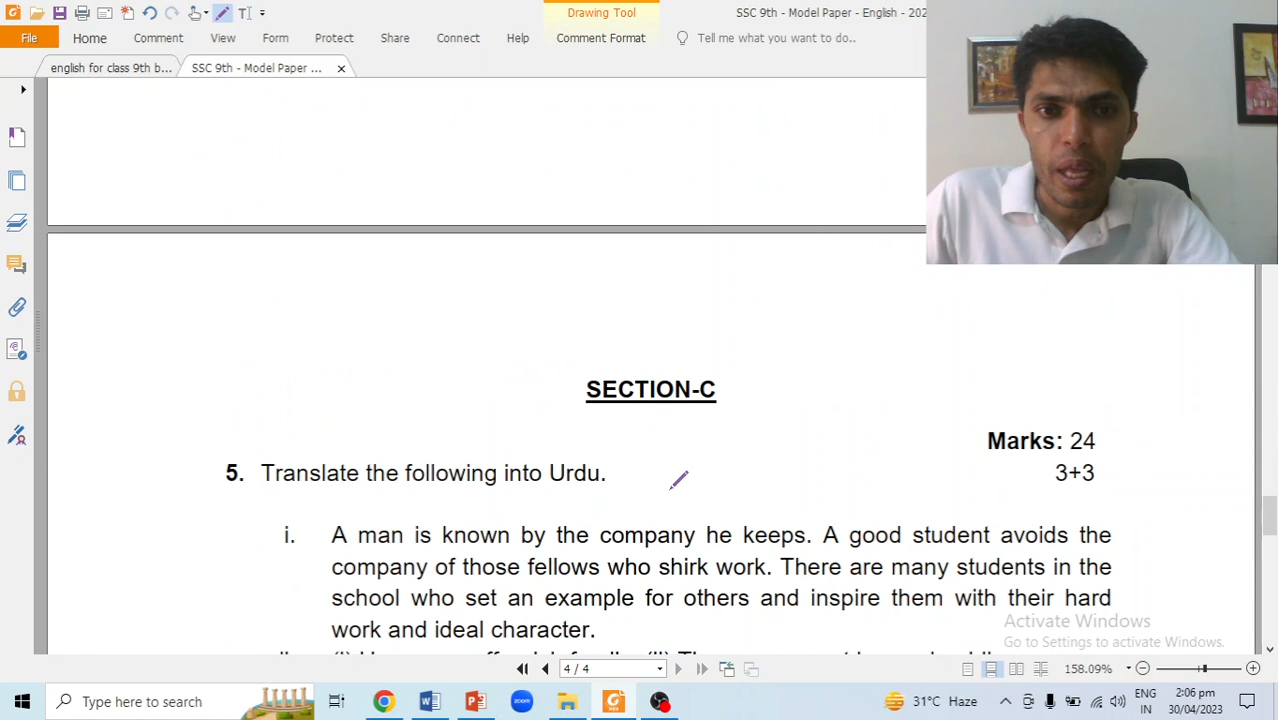 SSC 9th - Model Paper - English - 202
Drawing Tool
File
Home
Comment
View
Form
Protect
Share
Connect
Help
Comment Format
Tell me what you want to do..
english for class 9th b...
SSC 9th - Model Paper ...
SECTION-C
Marks: 24
5. Translate the following into Urdu. 3+3
i. A man is known by the company he keeps. A good student avoids the
company of those fellows who shirk work. There are many students in the
school who set an example for others and inspire them with their hard
work and ideal character.
Activate Windows
Go to Settings to activate Windows.
4 / 4
158.09%
Type here to search
31°C Haze
ENG
IN
2:06 pm
30/04/2023